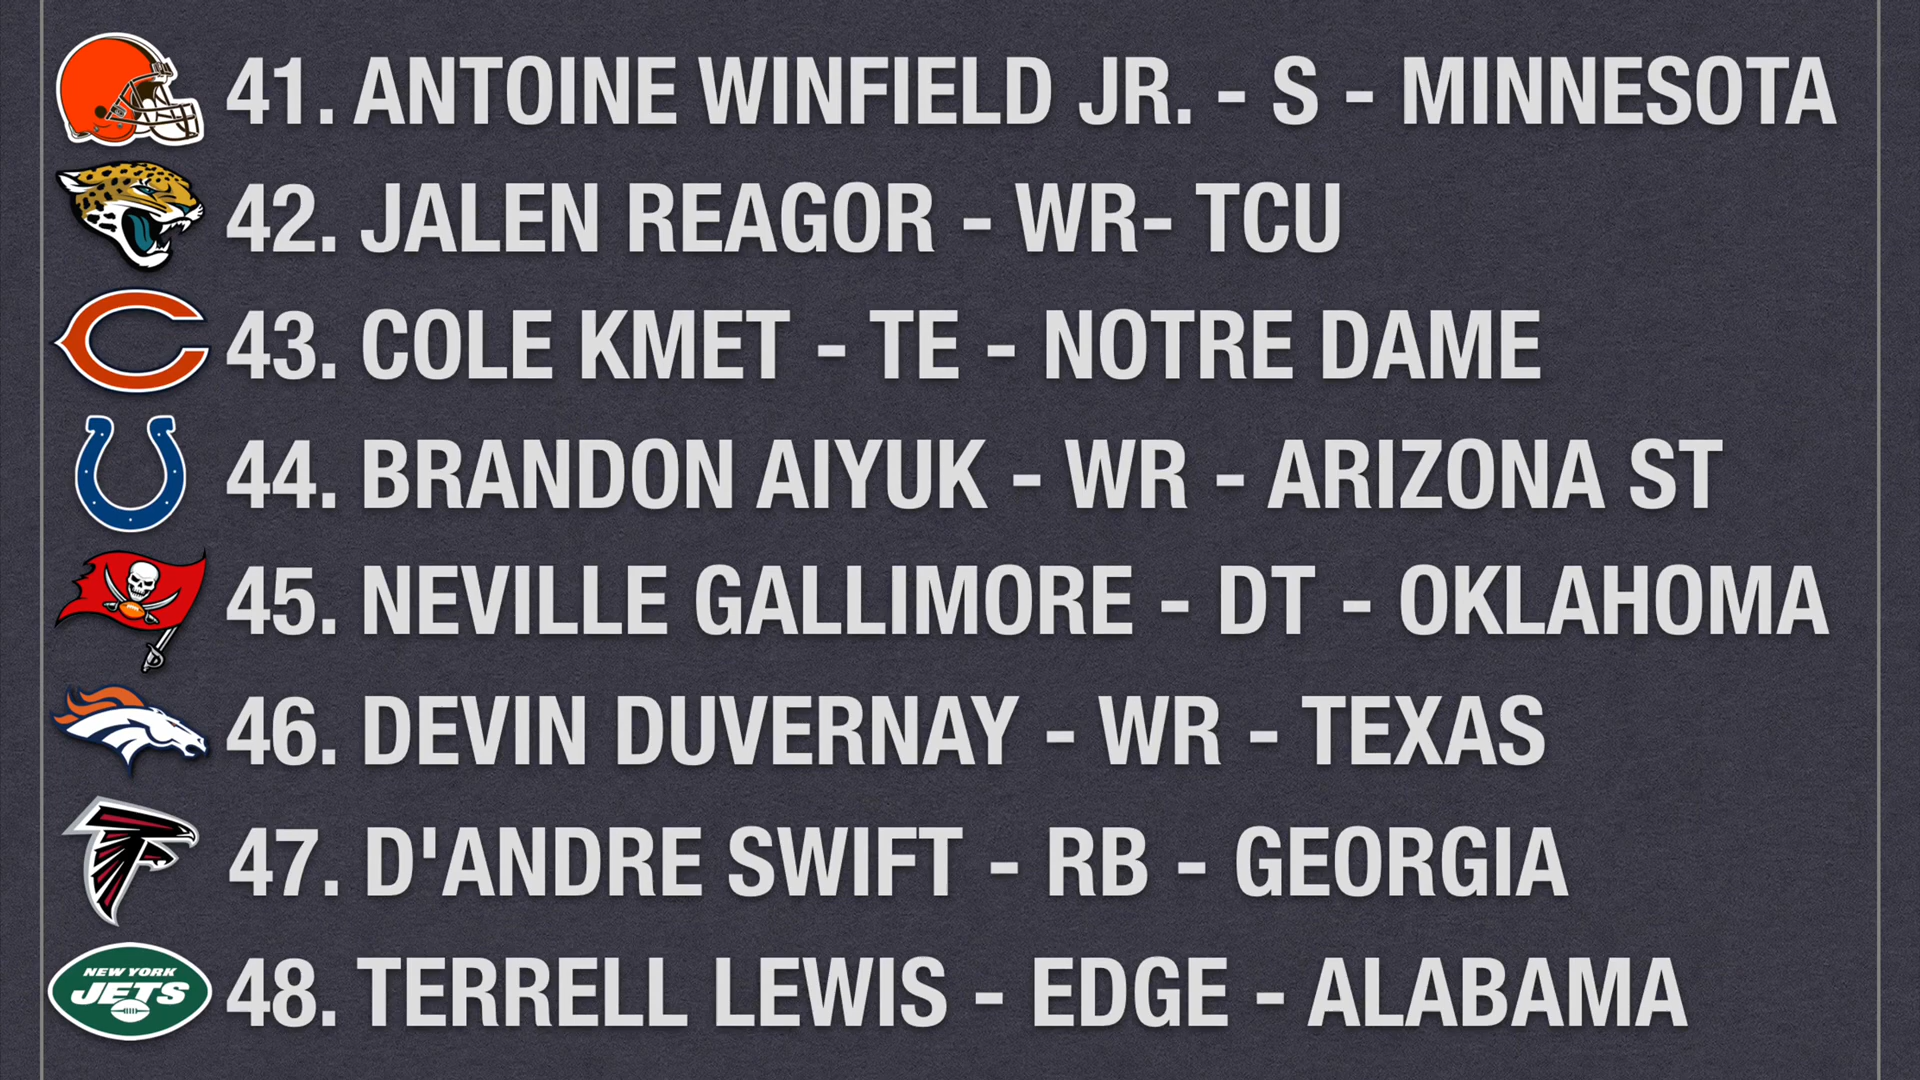 41. ANTOINE WINFIELD JR. - S - MINNESOTA
42. JALEN REAGOR - WR- TCU
43. COLE KMET - TE - NOTRE DAME
44. BRANDON AIYUK - WR - ARIZONA ST
45. NEVILLE GALLIMORE - DT - OKLAHOMA
46. DEVIN DUVERNAY - WR - TEXAS
47. D'ANDRE SWIFT - RB - GEORGIA
NEW YORK
JETS
48. TERRELL LEWIS - EDGE - ALABAMA